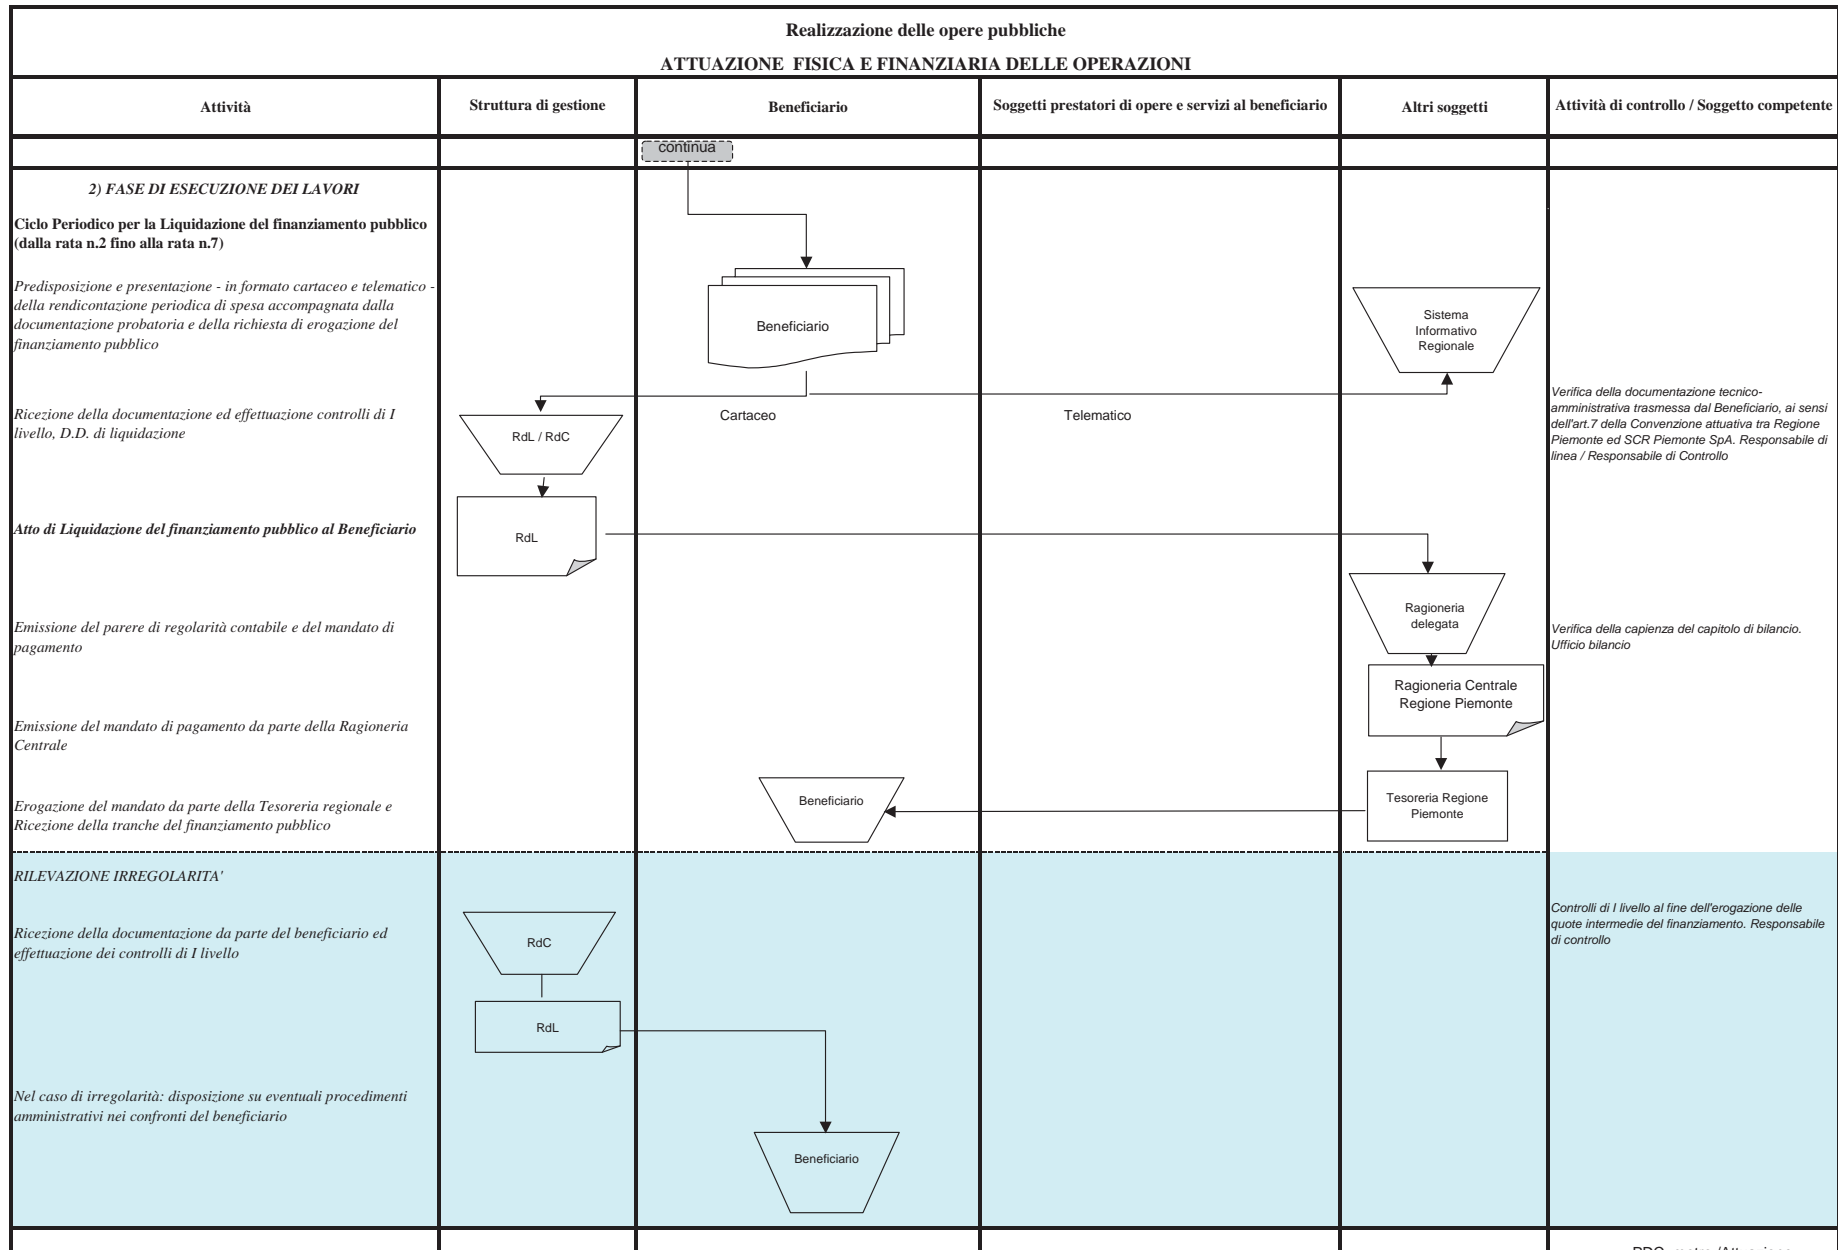 Realizzazione delle opere pubbliche
ATTUAZIONE FISICA E FINANZIARIA DELLE OPERAZIONI
Attività
Struttura di gestione
Beneficiario
Soggetti prestatori di opere e servizi al beneficiario
Altri soggetti
Attività di controllo / Soggetto competente
continua
2) FASE DI ESECUZIONE DEI LAVORI
Ciclo Periodico per la Liquidazione del finanziamento pubblico
(dalla rata n.2 fino alla rata n.7)
Predisposizione e presentazione - in formato cartaceo e telematico -
della rendicontazione periodica di spesa accompagnata dalla
documentazione probatoria e della richiesta di erogazione del
finanziamento pubblico
Beneficiario
Sistema
Informativo
Regionale
Ricezione della documentazione ed effettuazione controlli di I
livello, D.D. di liquidazione
RdL / RdC
Cartaceo
Telematico
Verifica della documentazione tecnico-
amministrativa trasmessa dal Beneficiario, ai sensi
dell'art.7 della Convenzione attuativa tra Regione
Piemonte ed SCR Piemonte SpA. Responsabile di
linea / Responsabile di Controllo
Atto di Liquidazione del finanziamento pubblico al Beneficiario
RdL
Emissione del parere di regolarità contabile e del mandato di
pagamento
Ragioneria
delegata
Verifica della capienza del capitolo di bilancio.
Ufficio bilancio
Ragioneria Centrale
Regione Piemonte
Emissione del mandato di pagamento da parte della Ragioneria
Centrale
Erogazione del mandato da parte della Tesoreria regionale e
Ricezione della tranche del finanziamento pubblico
Beneficiario
Tesoreria Regione
Piemonte
RILEVAZIONE IRREGOLARITA'
Ricezione della documentazione da parte del beneficiario ed
effettuazione dei controlli di I livello
RdC
Controlli di I livello al fine dell'erogazione delle
quote intermedie del finanziamento. Responsabile
di controllo
RdL
Nel caso di irregolarità: disposizione su eventuali procedimenti
amministrativi nei confronti del beneficiario
Beneficiario